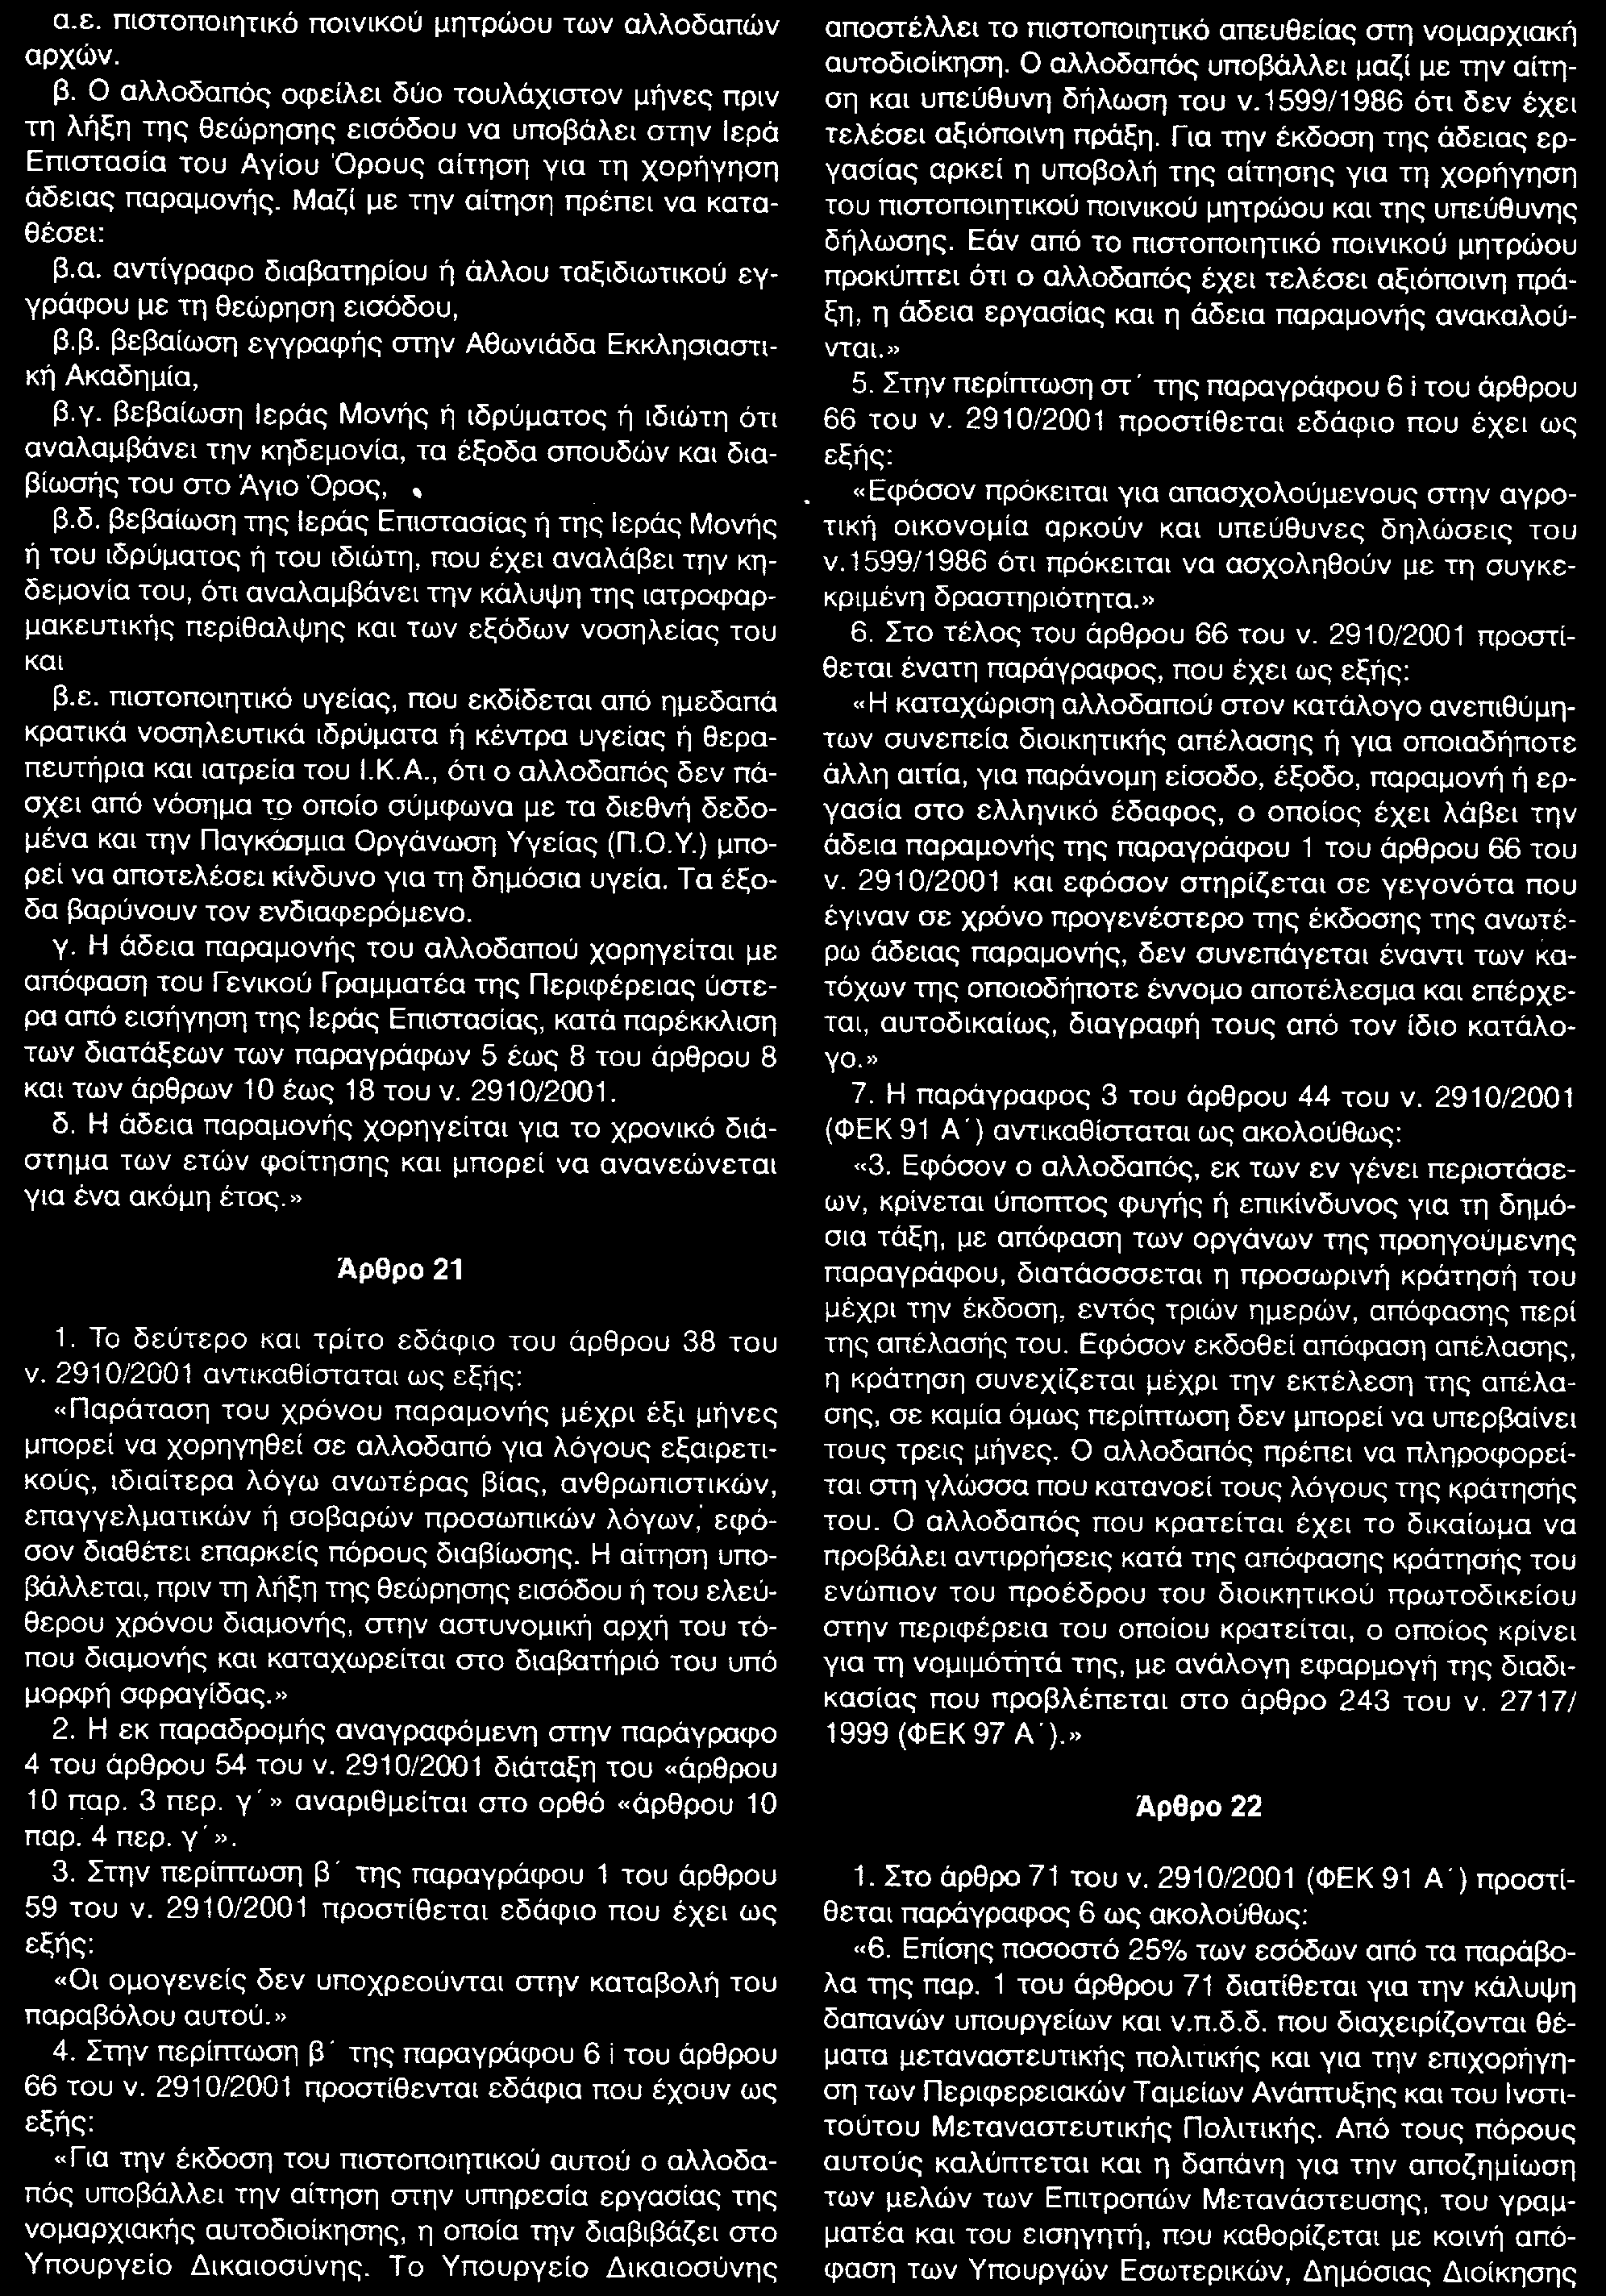 α.ε. πιστοποιητικό ποινικού μητρώου των αλλοδαπών
αρχών.
β. Ο αλλοδαπός οφείλει δύο τουλάχιστον μήνες πριν
τη λήξη της θεώρησης εισόδου να υποβάλει στην Ιερά
Επιστασία του Αγίου Όρους αίτηση για τη χορήγηση
άδειας παραμονής. Μαζί με την αίτηση πρέπει να κατα-
θέσει:
β.α. αντίγραφο διαβατηρίου ή άλλου ταξιδιωτικού εγ-
γράφου με τη θεώρηση εισόδου,
β.β. βεβαίωση εγγραφής στην Αθωνιάδα Εκκλησιαστι-
κή Ακαδημία,
β.γ. βεβαίωση Ιεράς Μονής ή ιδρύματος ή ιδιώτη ότι
αναλαμβάνει την κηδεμονία, τα έξοδα σπουδών και δια-
βίωσής του στο Άγιο Όρος,
β.δ. βεβαίωση της Ιεράς Επιστασίας ή της Ιεράς Μονής
ή του ιδρύματος ή του ιδιώτη, που έχει αναλάβει την κη-
δεμονία του, ότι αναλαμβάνει την κάλυψη της ιατροφαρ-
μακευτικής περίθαλψης και των εξόδων νοσηλείας του
και
β.ε. πιστοποιητικό υγείας, που εκδίδεται από ημεδαπά
κρατικά νοσηλευτικά ιδρύματα ή κέντρα υγείας ή θερα-
πευτήρια και ιατρεία του Ι.Κ.Α., ότι ο αλλοδαπός δεν πά-
σχει από νόσημα το οποίο σύμφωνα με τα διεθνή δεδο-
μένα και την Παγκόσμια Οργάνωση Υγείας (Π.Ο.Υ.) μπο-
ρεί να αποτελέσει κίνδυνο για τη δημόσια υγεία. Τα έξο-
δα βαρύνουν τον ενδιαφερόμενο.
γ. Η άδεια παραμονής του αλλοδαπού χορηγείται με
απόφαση του Γενικού Γραμματέα της Περιφέρειας ύστε-
ρα από εισήγηση της Ιεράς Επιστασίας, κατά παρέκκλιση
των διατάξεων των παραγράφων 5 έως 8 του άρθρου 8
και των άρθρων 10 έως 18 του ν. 2910/2001.
δ. Η άδεια παραμονής χορηγείται για το χρονικό διά-
στημα των ετών φοίτησης και μπορεί να ανανεώνεται
για ένα ακόμη έτος.»
Άρθρο 21
1. Το δεύτερο και τρίτο εδάφιο του άρθρου 38 του
ν. 2910/2001 αντικαθίσταται ως εξής:
«Παράταση του χρόνου παραμονής μέχρι έξι μήνες
μπορεί να χορηγηθεί σε αλλοδαπό για λόγους εξαιρετι-
κούς, ιδιαίτερα λόγω ανωτέρας βίας, ανθρωπιστικών,
επαγγελματικών ή σοβαρών προσωπικών λόγων, εφό-
σον διαθέτει επαρκείς πόρους διαβίωσης. Η αίτηση υπο-
βάλλεται, πριν τη λήξη της θεώρησης εισόδου ή του ελεύ-
θερου χρόνου διαμονής, στην αστυνομική αρχή του τό-
που διαμονής και καταχωρείται στο διαβατήριό του υπό
μορφή σφραγίδας.»
2. Η εκ παραδρομής αναγραφόμενη στην παράγραφο
4 του άρθρου 54 του ν. 2910/2001 διάταξη του «άρθρου
10 παρ. 3 περ. γ΄» αναριθμείται στο ορθό «άρθρου 10
παρ. 4 περ. γ΄».
3. Στην περίπτωση β΄ της παραγράφου 1 του άρθρου
59 του ν. 2910/2001 προστίθεται εδάφιο που έχει ως
εξής:
«Οι ομογενείς δεν υποχρεούνται στην καταβολή του
παραβόλου αυτού.»
4. Στην περίπτωση β΄ της παραγράφου 6 i του άρθρου
66 του ν. 2910/2001 προστίθενται εδάφια που έχουν ως
εξής:
«Για την έκδοση του πιστοποιητικού αυτού ο αλλοδα-
πός υποβάλλει την αίτηση στην υπηρεσία εργασίας της
νομαρχιακής αυτοδιοίκησης, η οποία την διαβιβάζει στο
Υπουργείο Δικαιοσύνης. Το Υπουργείο Δικαιοσύνης
αποστέλλει το πιστοποιητικό απευθείας στη νομαρχιακή
αυτοδιοίκηση. Ο αλλοδαπός υποβάλλει μαζί με την αίτη-
ση και υπεύθυνη δήλωση του ν.1599/1986 ότι δεν έχει
τελέσει αξιόποινη πράξη. Για την έκδοση της άδειας ερ-
γασίας αρκεί η υποβολή της αίτησης για τη χορήγηση
του πιστοποιητικού ποινικού μητρώου και της υπεύθυνης
δήλωσης. Εάν από το πιστοποιητικό ποινικού μητρώου
προκύπτει ότι ο αλλοδαπός έχει τελέσει αξιόποινη πρά-
ξη, η άδεια εργασίας και η άδεια παραμονής ανακαλού-
νται.»
5. Στην περίπτωση στ΄ της παραγράφου 6 i του άρθρου
66 του ν. 2910/2001 προστίθεται εδάφιο που έχει ως
εξής:
«Εφόσον πρόκειται για απασχολούμενους στην αγρο-
τική οικονομία αρκούν και υπεύθυνες δηλώσεις του
ν.1599/1986 ότι πρόκειται να ασχοληθούν με τη συγκε-
κριμένη δραστηριότητα.»
6. Στο τέλος του άρθρου 66 του ν. 2910/2001 προστί-
θεται ένατη παράγραφος, που έχει ως εξής:
«Η καταχώριση αλλοδαπού στον κατάλογο ανεπιθύμη-
των συνεπεία διοικητικής απέλασης ή για οποιαδήποτε
άλλη αιτία, για παράνομη είσοδο, έξοδο, παραμονή ή ερ-
γασία στο ελληνικό έδαφος, ο οποίος έχει λάβει την
άδεια παραμονής της παραγράφου 1 του άρθρου 66 του
ν. 2910/2001 και εφόσον στηρίζεται σε γεγονότα που
έγιναν σε χρόνο προγενέστερο της έκδοσης της ανωτέ-
ρω άδειας παραμονής, δεν συνεπάγεται έναντι των κα-
τόχων της οποιοδήποτε έννομο αποτέλεσμα και επέρχε-
ται, αυτοδικαίως, διαγραφή τους από τον ίδιο κατάλο-
γο.»
7. Η παράγραφος 3 του άρθρου 44 του ν. 2910/2001
(ΦΕΚ 91 Α΄) αντικαθίσταται ως ακολούθως:
«3. Εφόσον ο αλλοδαπός, εκ των εν γένει περιστάσε-
ων, κρίνεται ύποπτος φυγής ή επικίνδυνος για τη δημό-
σια τάξη, με απόφαση των οργάνων της προηγούμενης
παραγράφου, διατάσσσεται η προσωρινή κράτησή του
μέχρι την έκδοση, εντός τριών ημερών, απόφασης περί
της απέλασής του. Εφόσον εκδοθεί απόφαση απέλασης,
η κράτηση συνεχίζεται μέχρι την εκτέλεση της απέλα-
σης, σε καμία όμως περίπτωση δεν μπορεί να υπερβαίνει
τους τρεις μήνες. Ο αλλοδαπός πρέπει να πληροφορεί-
ται στη γλώσσα που κατανοεί τους λόγους της κράτησής
του. Ο αλλοδαπός που κρατείται έχει το δικαίωμα να
προβάλει αντιρρήσεις κατά της απόφασης κράτησής του
ενώπιον του προέδρου του διοικητικού πρωτοδικείου
στην περιφέρεια του οποίου κρατείται, ο οποίος κρίνει
για τη νομιμότητά της, με ανάλογη εφαρμογή της διαδι-
κασίας που προβλέπεται στο άρθρο 243 του ν. 2717/
1999 (ΦΕΚ 97 Α΄).»
Άρθρο 22
1. Στο άρθρο 71 του ν. 2910/2001 (ΦΕΚ 91 Α΄) προστί-
θεται παράγραφος 6 ως ακολούθως:
«6. Επίσης ποσοστό 25% των εσόδων από τα παράβο-
λα της παρ. 1 του άρθρου 71 διατίθεται για την κάλυψη
δαπανών υπουργείων και ν.π.δ.δ. που διαχειρίζονται θέ-
ματα μεταναστευτικής πολιτικής και για την επιχορήγη-
ση των Περιφερειακών Ταμείων Ανάπτυξης και του Ινστι-
τούτου Μεταναστευτικής Πολιτικής. Από τους πόρους
αυτούς καλύπτεται και η δαπάνη για την αποζημίωση
των μελών των Επιτροπών Μετανάστευσης, του γραμ-
ματέα και του εισηγητή, που καθορίζεται με κοινή από-
φαση των Υπουργών Εσωτερικών, Δημόσιας Διοίκησης